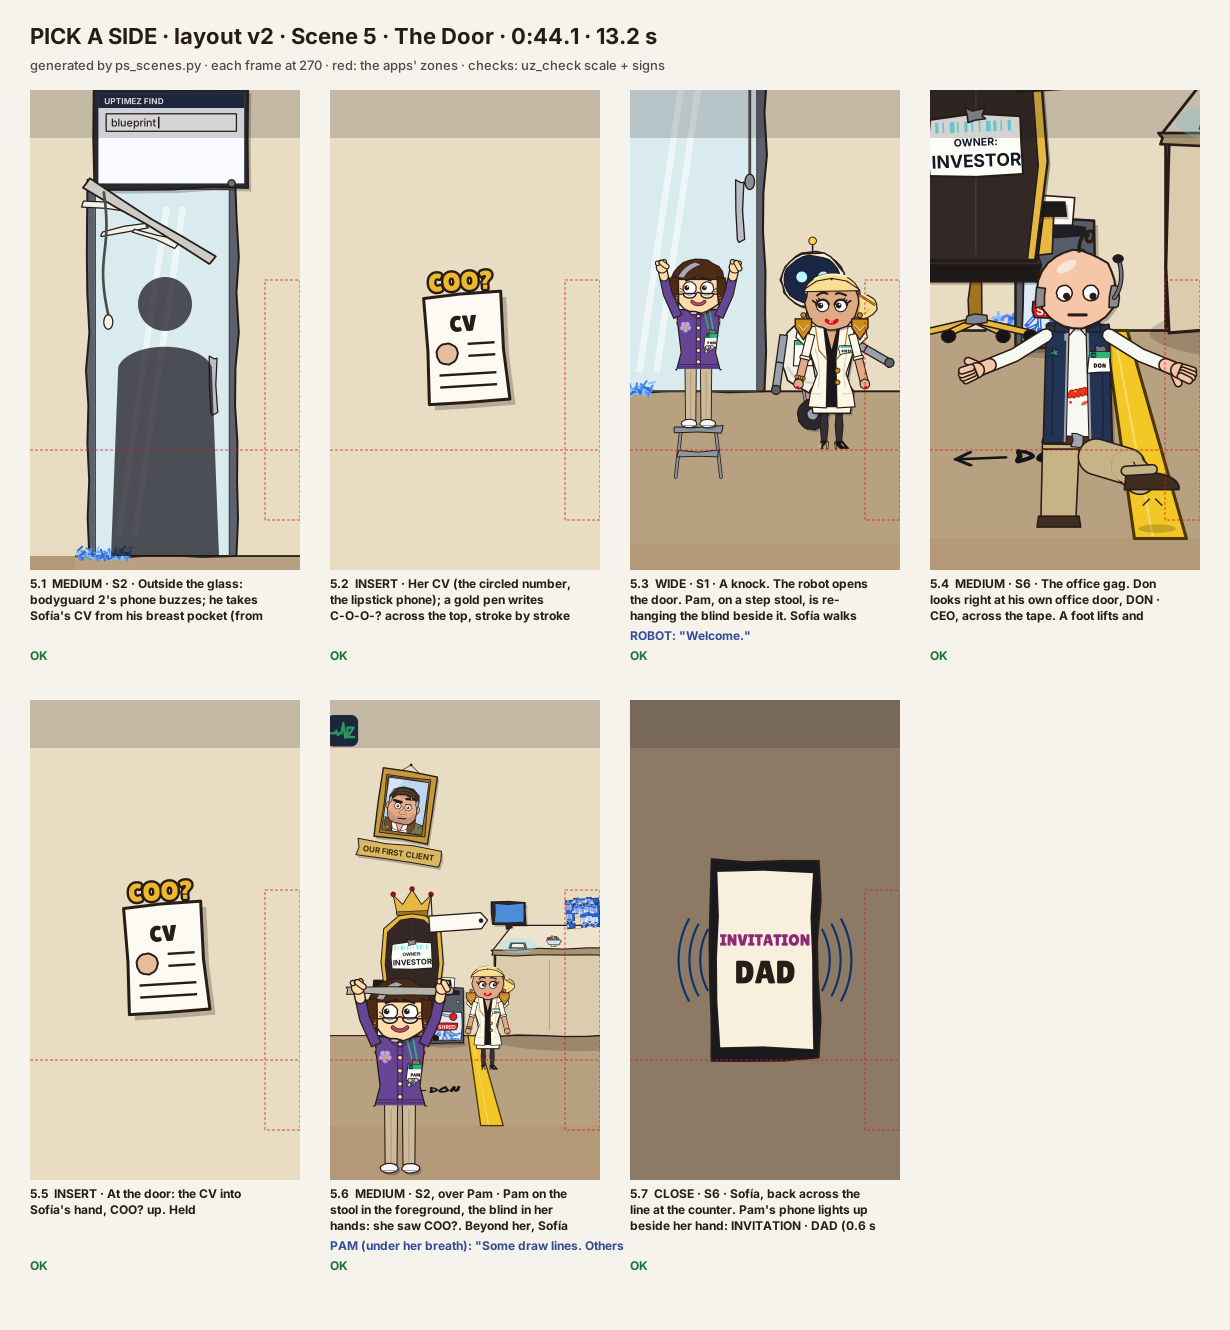 PICK A SIDE · layout v2 · Scene 5 · The Door · 0:44.1 · 13.2 s
generated by ps_scenes.py · each frame at 270 · red: the apps' zones · checks: uz_check scale + signs
UPTIMEZ FIND
blueprint
COO?
CV
PAM
OWNER:
INVESTOR
DON
5.1 MEDIUM · S2 · Outside the glass:
bodyguard 2's phone buzzes; he takes
Sofía's CV from his breast pocket (from
OK
5.2 INSERT · Her CV (the circled number,
the lipstick phone); a gold pen writes
C-O-O-? across the top, stroke by stroke
OK
5.3 WIDE · S1 · A knock. The robot opens
the door. Pam, on a step stool, is re-
hanging the blind beside it. Sofía walks
ROBOT: "Welcome."
OK
5.4 MEDIUM · S6 · The office gag. Don
looks right at his own office door, DON ·
CEO, across the tape. A foot lifts and
OK
COO?
CV
OUR FIRST CLIENT
OWNER:
INVESTOR
SHRED
PAM
DON
INVITATION
DAD
5.5 INSERT · At the door: the CV into
Sofía's hand, COO? up. Held
OK
5.6 MEDIUM · S2, over Pam · Pam on the
stool in the foreground, the blind in her
hands: she saw COO?. Beyond her, Sofía
PAM (under her breath): "Some draw lines. Others
OK
5.7 CLOSE · S6 · Sofía, back across the
line at the counter. Pam's phone lights up
beside her hand: INVITATION · DAD (0.6 s
OK